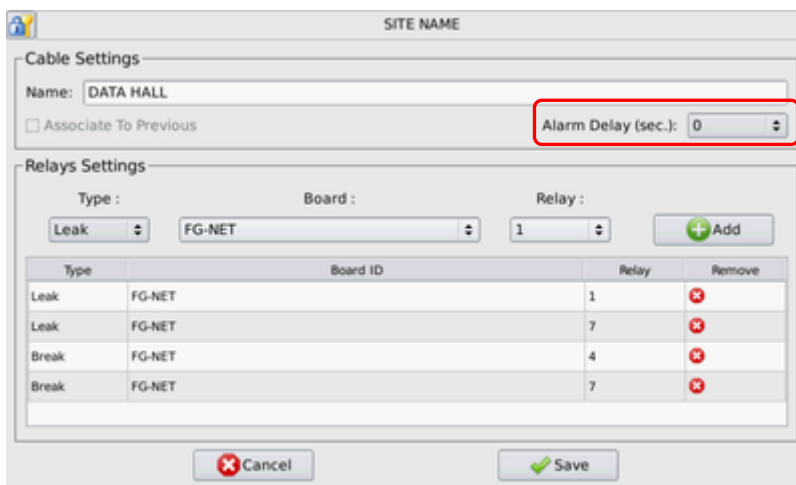 SITE NAME
Cable Settings
Name: DATA HALL
Associate To Previous Alarm Delay (sec.): 0
Relays Settings
Type : Board : Relay :
Leak FG-NET 1 Add
Type Board ID Relay Remove
Leak FG-NET 1
Leak FG-NET 7
Break FG-NET 4
Break FG-NET 7
Cancel Save